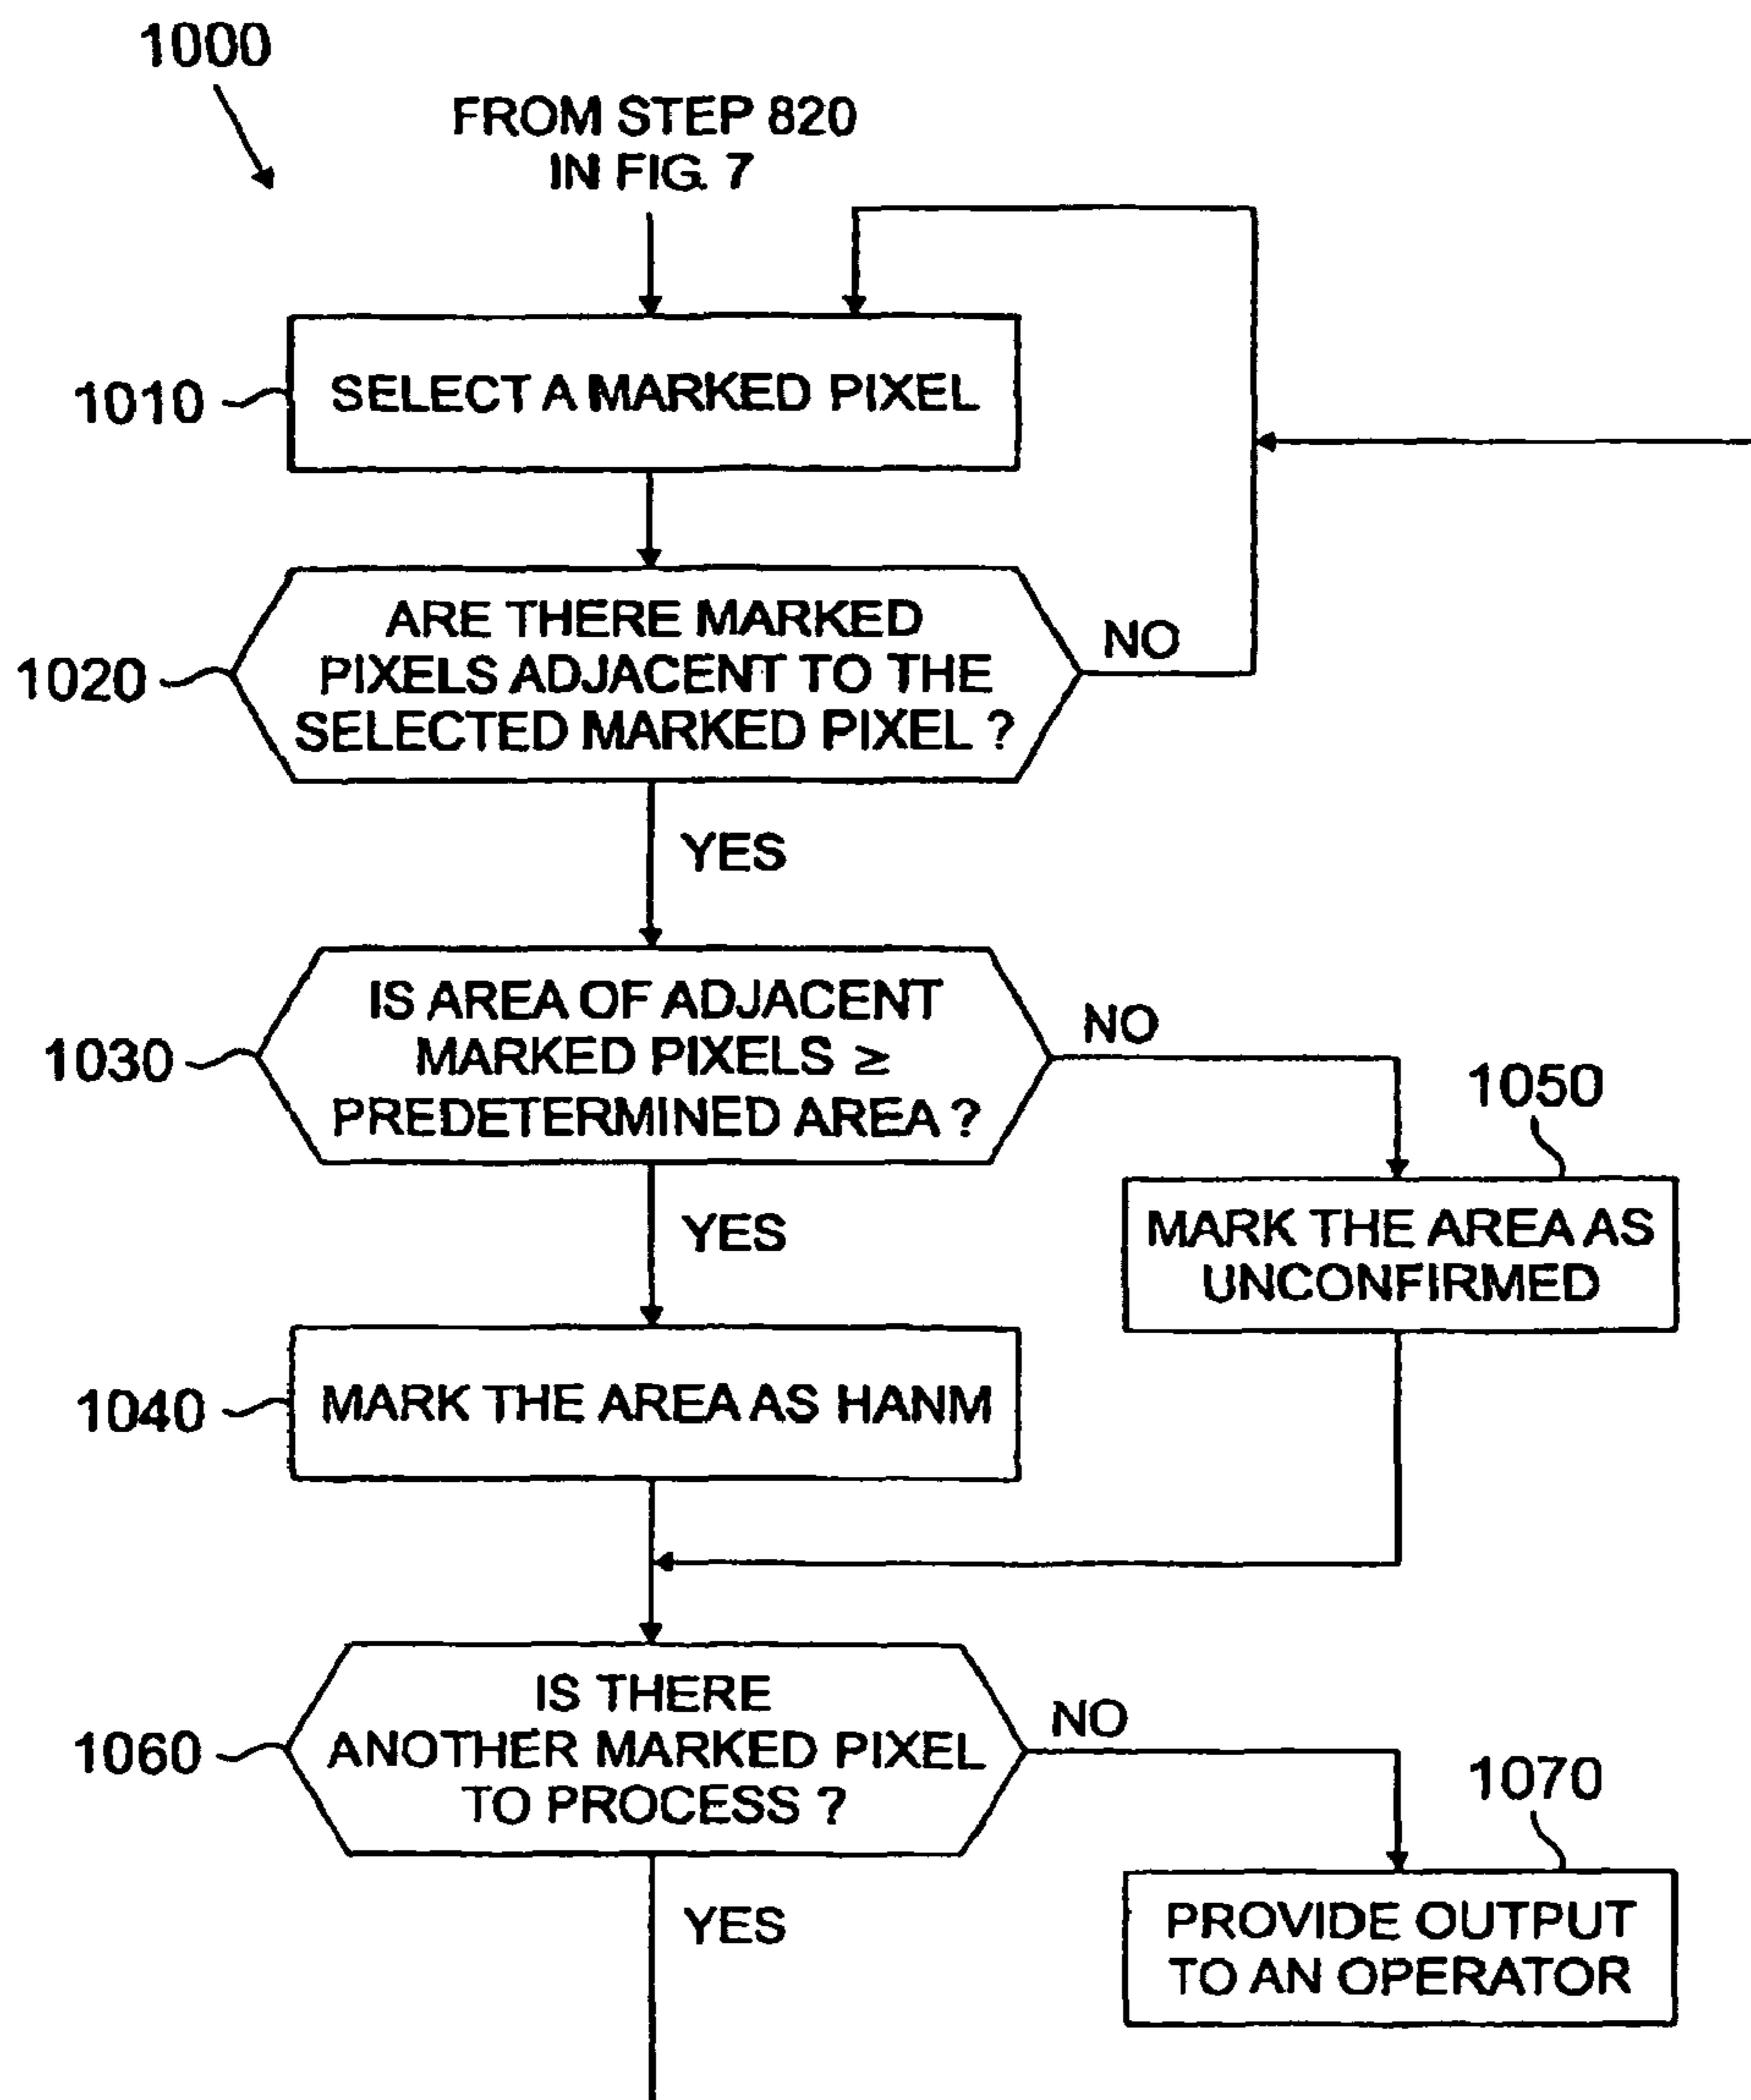 1000
FROM STEP 820
IN FIG. 7
1010
SELECT A MARKED PIXEL
1020
ARE THERE MARKED
PIXELS ADJACENT TO THE
SELECTED MARKED PIXEL ?
NO
YES
1030
IS AREA OF ADJACENT
MARKED PIXELS ≥
PREDETERMINED AREA ?
NO
1050
MARK THE AREA AS
UNCONFIRMED
YES
1040
MARK THE AREA AS HANM
1060
IS THERE
ANOTHER MARKED PIXEL
TO PROCESS ?
NO
1070
PROVIDE OUTPUT
TO AN OPERATOR
YES